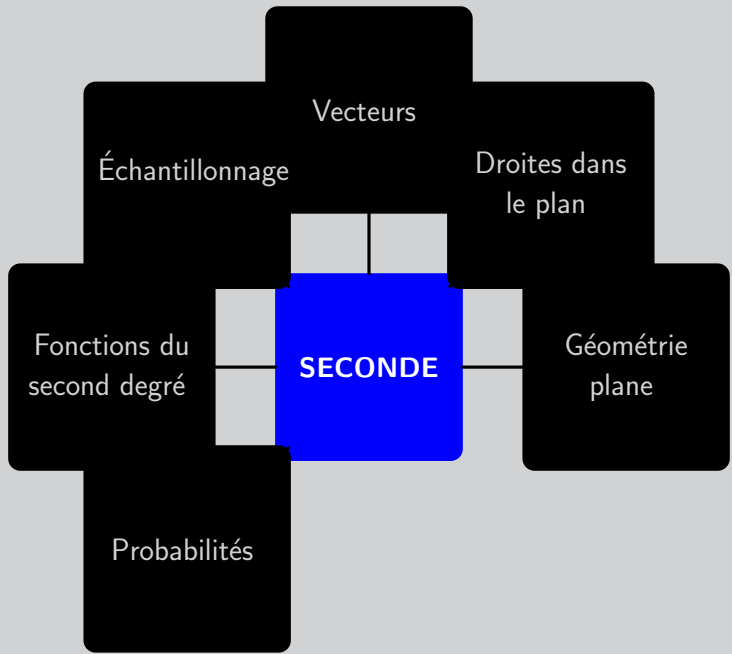 Vecteurs
Échantillonnage
Droites dans
le plan
Fonctions du
second degré
SECONDE
Géométrie
plane
Probabilités